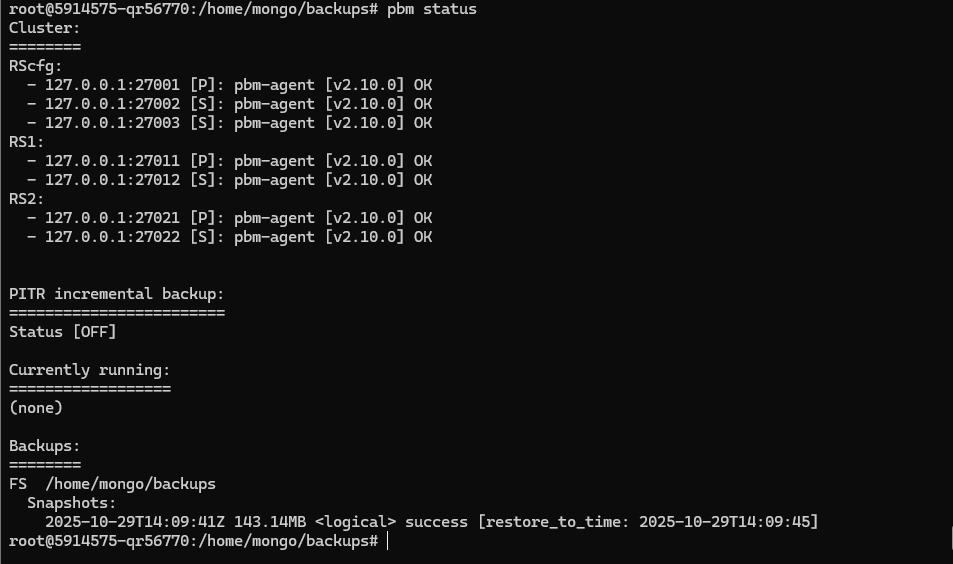 root@5914575-qr56770:/home/mongo/backups# pbm status
Cluster:
========
RScfg:
  - 127.0.0.1:27001 [P]: pbm-agent [v2.10.0] OK
  - 127.0.0.1:27002 [S]: pbm-agent [v2.10.0] OK
  - 127.0.0.1:27003 [S]: pbm-agent [v2.10.0] OK
RS1:
  - 127.0.0.1:27011 [P]: pbm-agent [v2.10.0] OK
  - 127.0.0.1:27012 [S]: pbm-agent [v2.10.0] OK
RS2:
  - 127.0.0.1:27021 [P]: pbm-agent [v2.10.0] OK
  - 127.0.0.1:27022 [S]: pbm-agent [v2.10.0] OK
PITR incremental backup:
========================
Status [OFF]
Currently running:
==================
(none)
Backups:
========
FS  /home/mongo/backups
  Snapshots:
    2025-10-29T14:09:41Z 143.14MB <logical> success [restore_to_time: 2025-10-29T14:09:45]
root@5914575-qr56770:/home/mongo/backups#